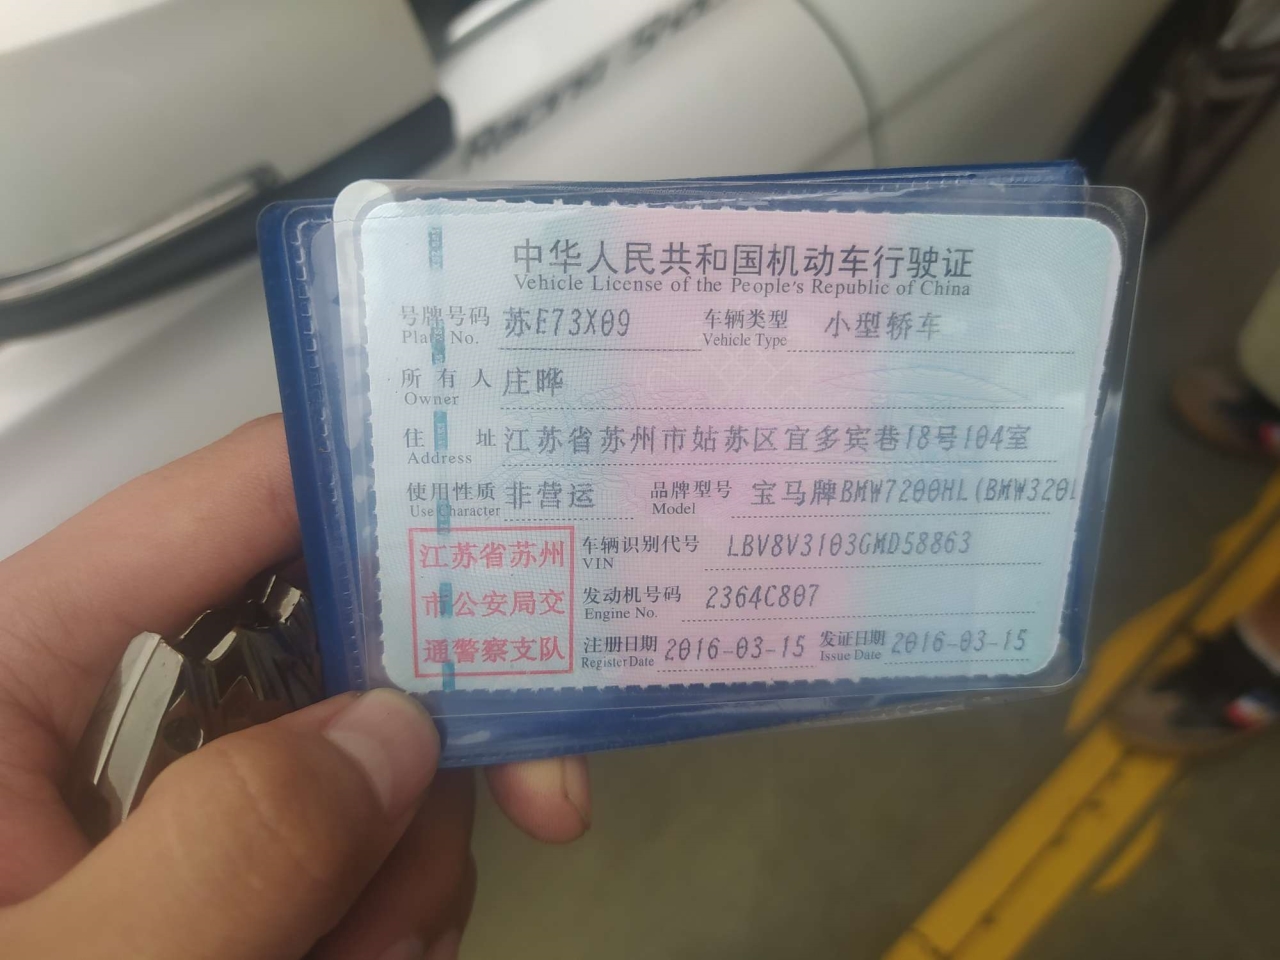 中华人民共和国机动车行驶证
Vehicle License of the People's Republic of China
号牌号码 苏E73X09 车辆类型 小型轿车
Plate No. Vehicle Type
所有人 庄晔
Owner
住址 江苏省苏州市姑苏区宜多宾巷18号104室
Address
使用性质 非营运 品牌型号 宝马牌BMW7200HL(BMW320L
Use Character Model
江苏省苏州
市公安局交
通警察支队
车辆识别代号 LBV8V3103GMD58863
VIN
发动机号码 2364C807
Engine No.
注册日期 2016-03-15 发证日期 2016-03-15
Register Date Issue Date